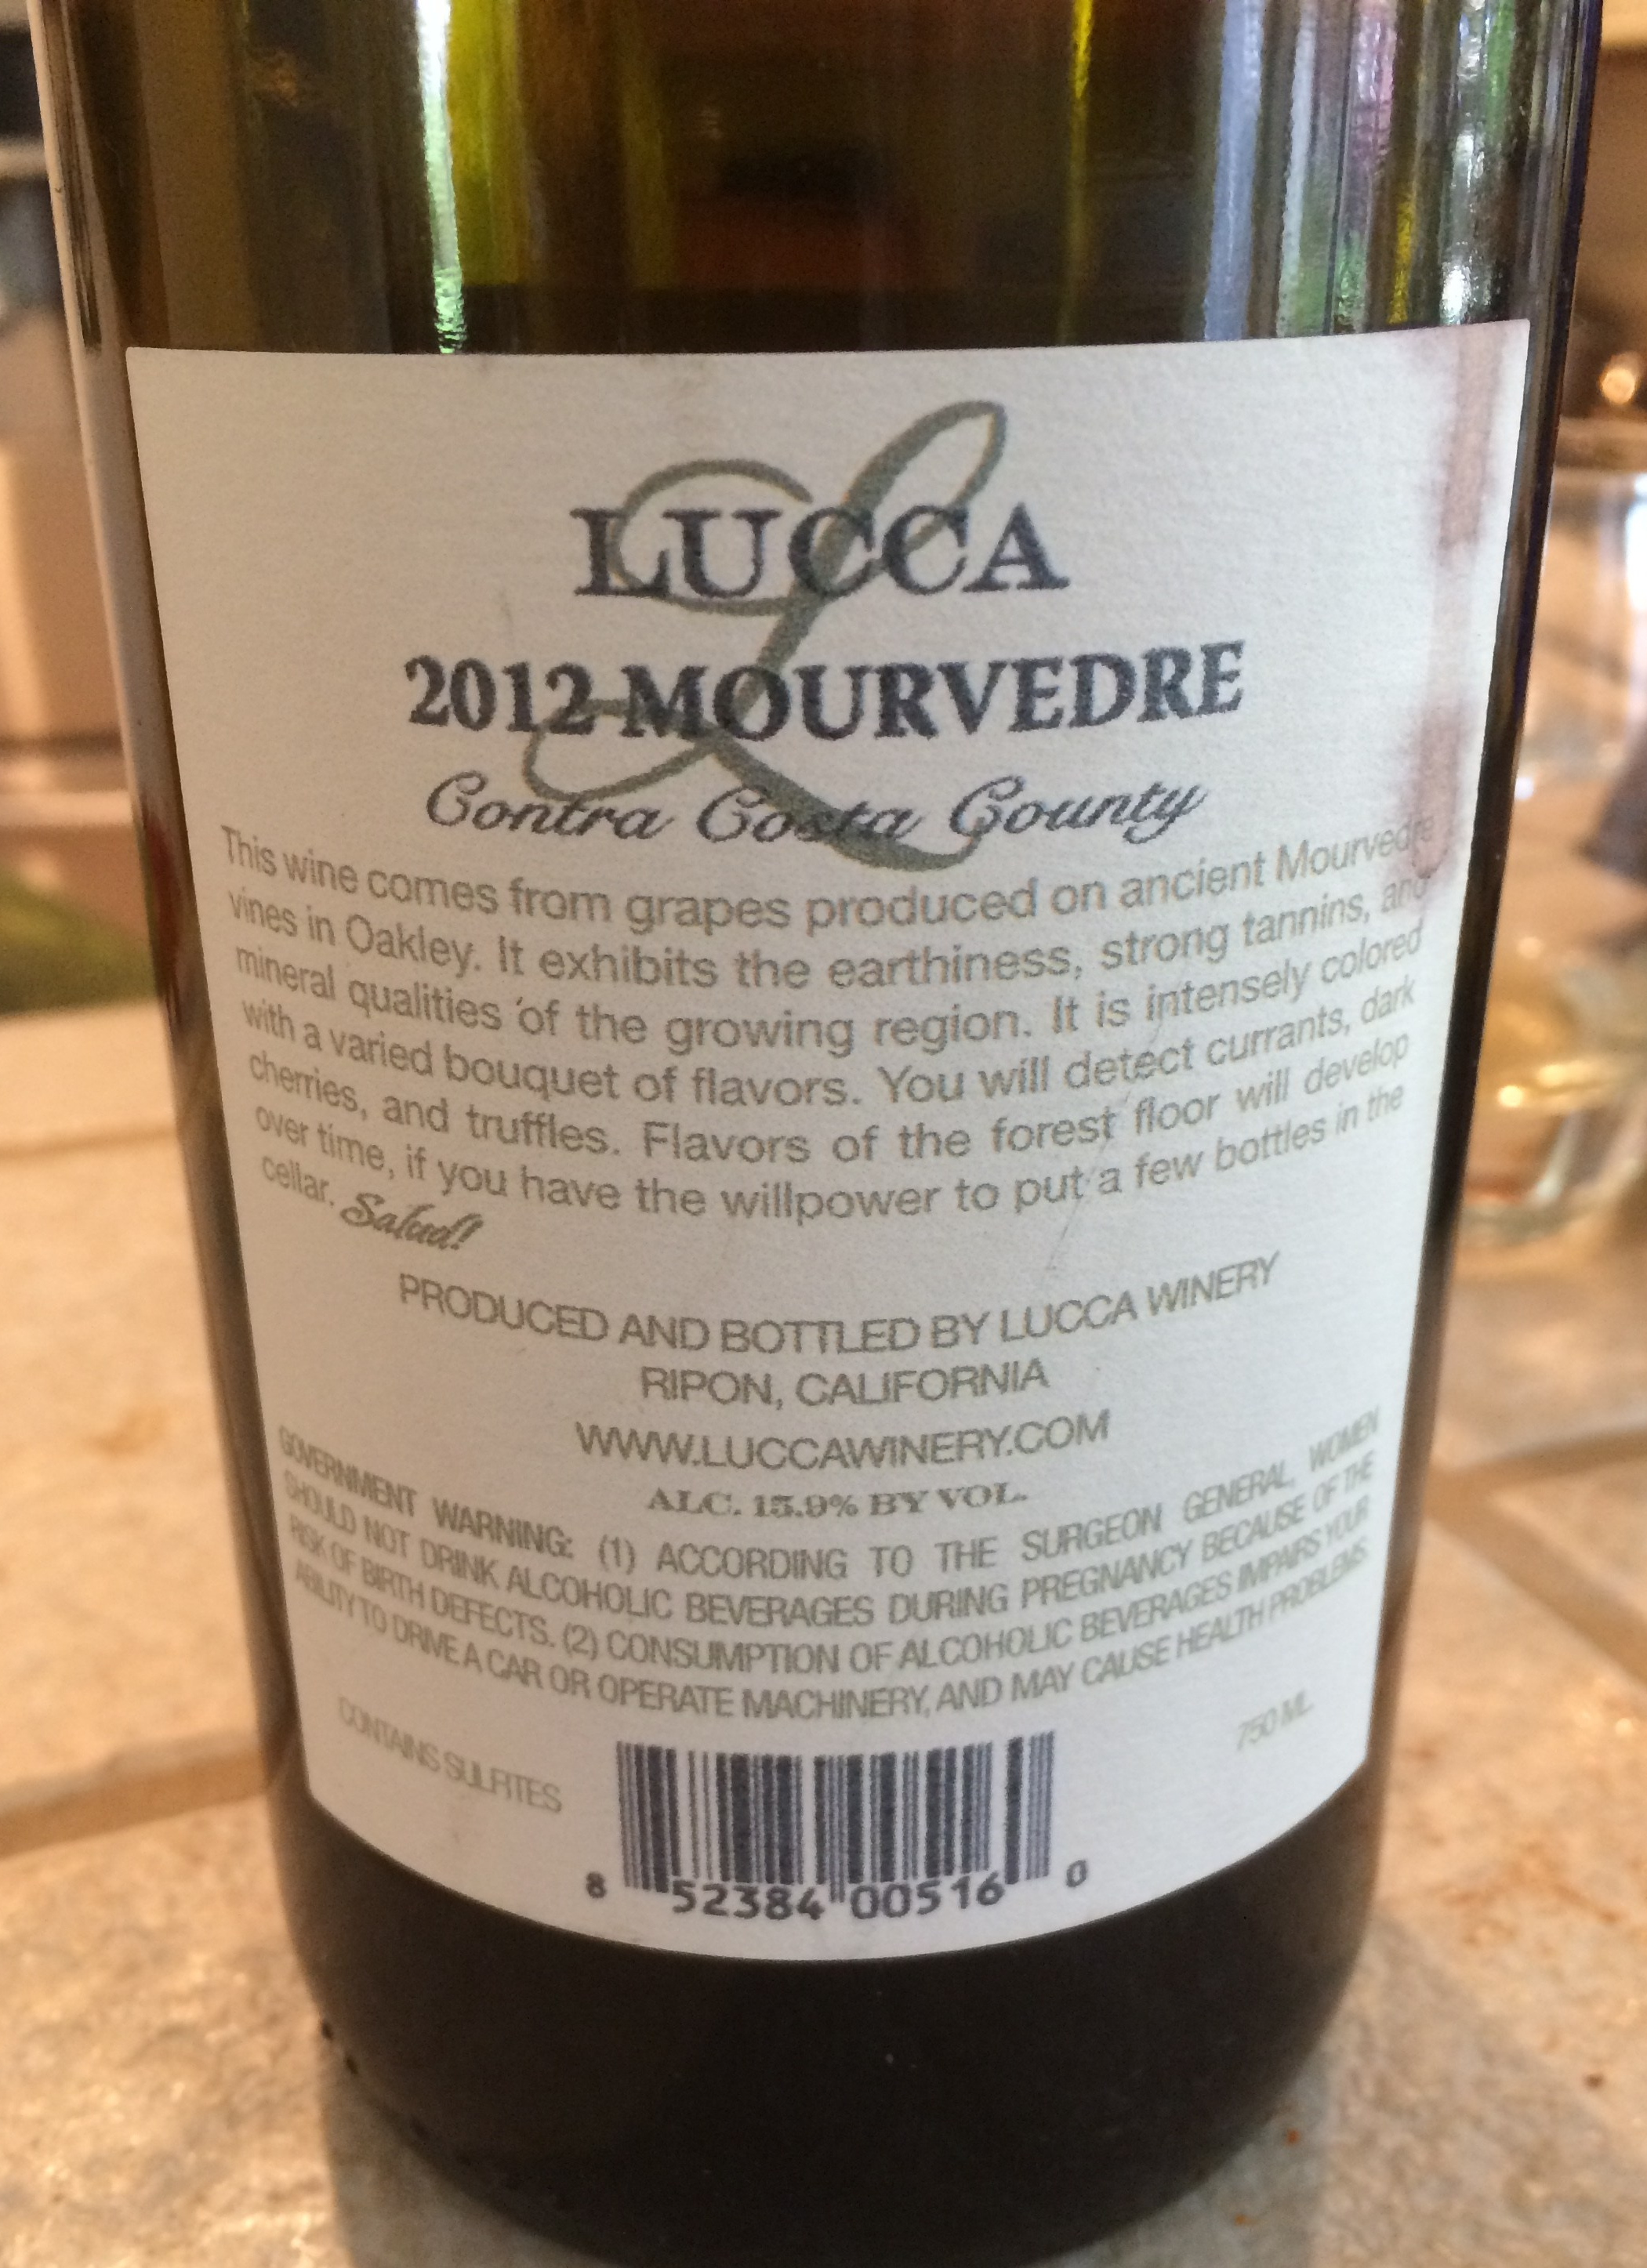 LUCCA
2012 MOURVEDRE
Contra Costa County
This wine comes from grapes produced on ancient Mourvedre
vines in Oakley. It exhibits the earthiness, strong tannins, and
mineral qualities of the growing region. It is intensely colored
with a varied bouquet of flavors. You will detect currants, dark
cherries, and truffles. Flavors of the forest floor will develop
over time, if you have the willpower to put a few bottles in the
cellar. Salud!
PRODUCED AND BOTTLED BY LUCCA WINERY
RIPON, CALIFORNIA
WWW.LUCCAWINERY.COM
ALC. 15.9% BY VOL.
GOVERNMENT WARNING: (1) ACCORDING TO THE SURGEON GENERAL, WOMEN
SHOULD NOT DRINK ALCOHOLIC BEVERAGES DURING PREGNANCY BECAUSE OF THE
RISK OF BIRTH DEFECTS. (2) CONSUMPTION OF ALCOHOLIC BEVERAGES IMPAIRS YOUR
ABILITY TO DRIVE A CAR OR OPERATE MACHINERY, AND MAY CAUSE HEALTH PROBLEMS.
CONTAINS SULFITES
750 ML
8 52384 00516 0